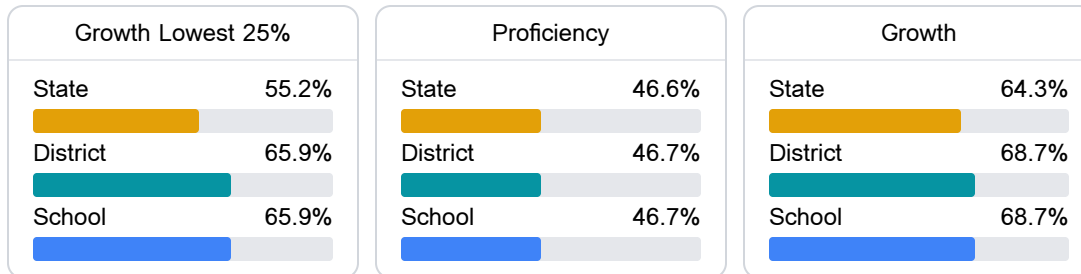 Growth Lowest 25%
State 55.2%
District 65.9%
School 65.9%
Proficiency
State 46.6%
District 46.7%
School 46.7%
Growth
State 64.3%
District 68.7%
School 68.7%